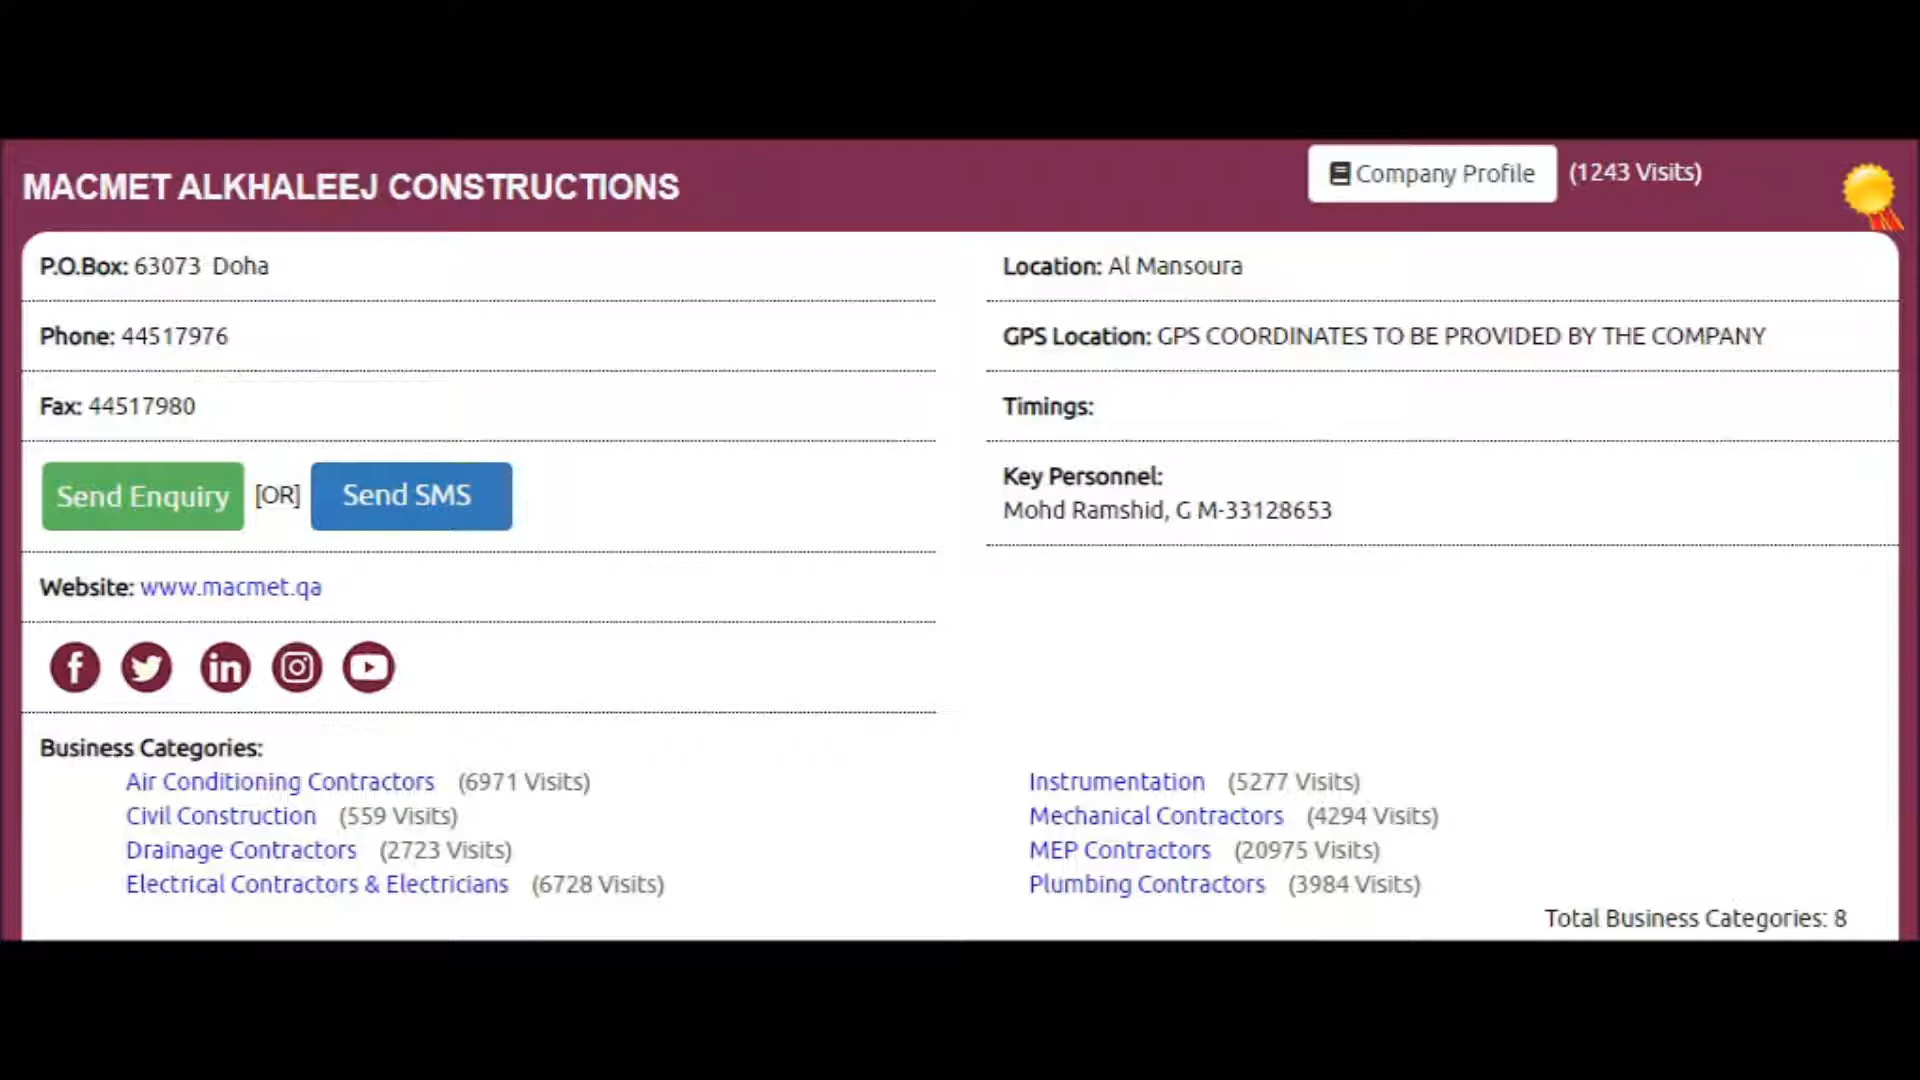 MACMET ALKHALEEJ CONSTRUCTIONS
Company Profile (1243 Visits)
P.O.Box: 63073 Doha
Location: Al Mansoura
Phone: 44517976
GPS Location: GPS COORDINATES TO BE PROVIDED BY THE COMPANY
Fax: 44517980
Timings:
Send Enquiry [OR] Send SMS
Key Personnel:
Mohd Ramshid, G M-33128653
Website: www.macmet.qa
Business Categories:
Air Conditioning Contractors (6971 Visits)
Civil Construction (559 Visits)
Drainage Contractors (2723 Visits)
Electrical Contractors & Electricians (6728 Visits)
Instrumentation (5277 Visits)
Mechanical Contractors (4294 Visits)
MEP Contractors (20975 Visits)
Plumbing Contractors (3984 Visits)
Total Business Categories: 8